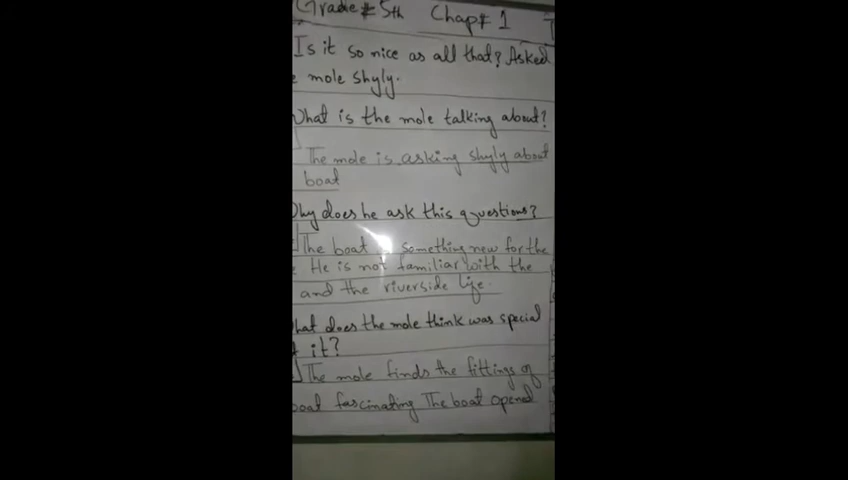 Grade # 5th Chap # 1
Is it so nice as all that? Asked
mole shyly.
What is the mole talking about?
The mole is asking shyly about
boat
Why does he ask this questions?
The boat is something new for the
He is not familiar with the
and the riverside life.
What does the mole think was special
it?
The mole finds the fittings of
boat fascinating The boat opened